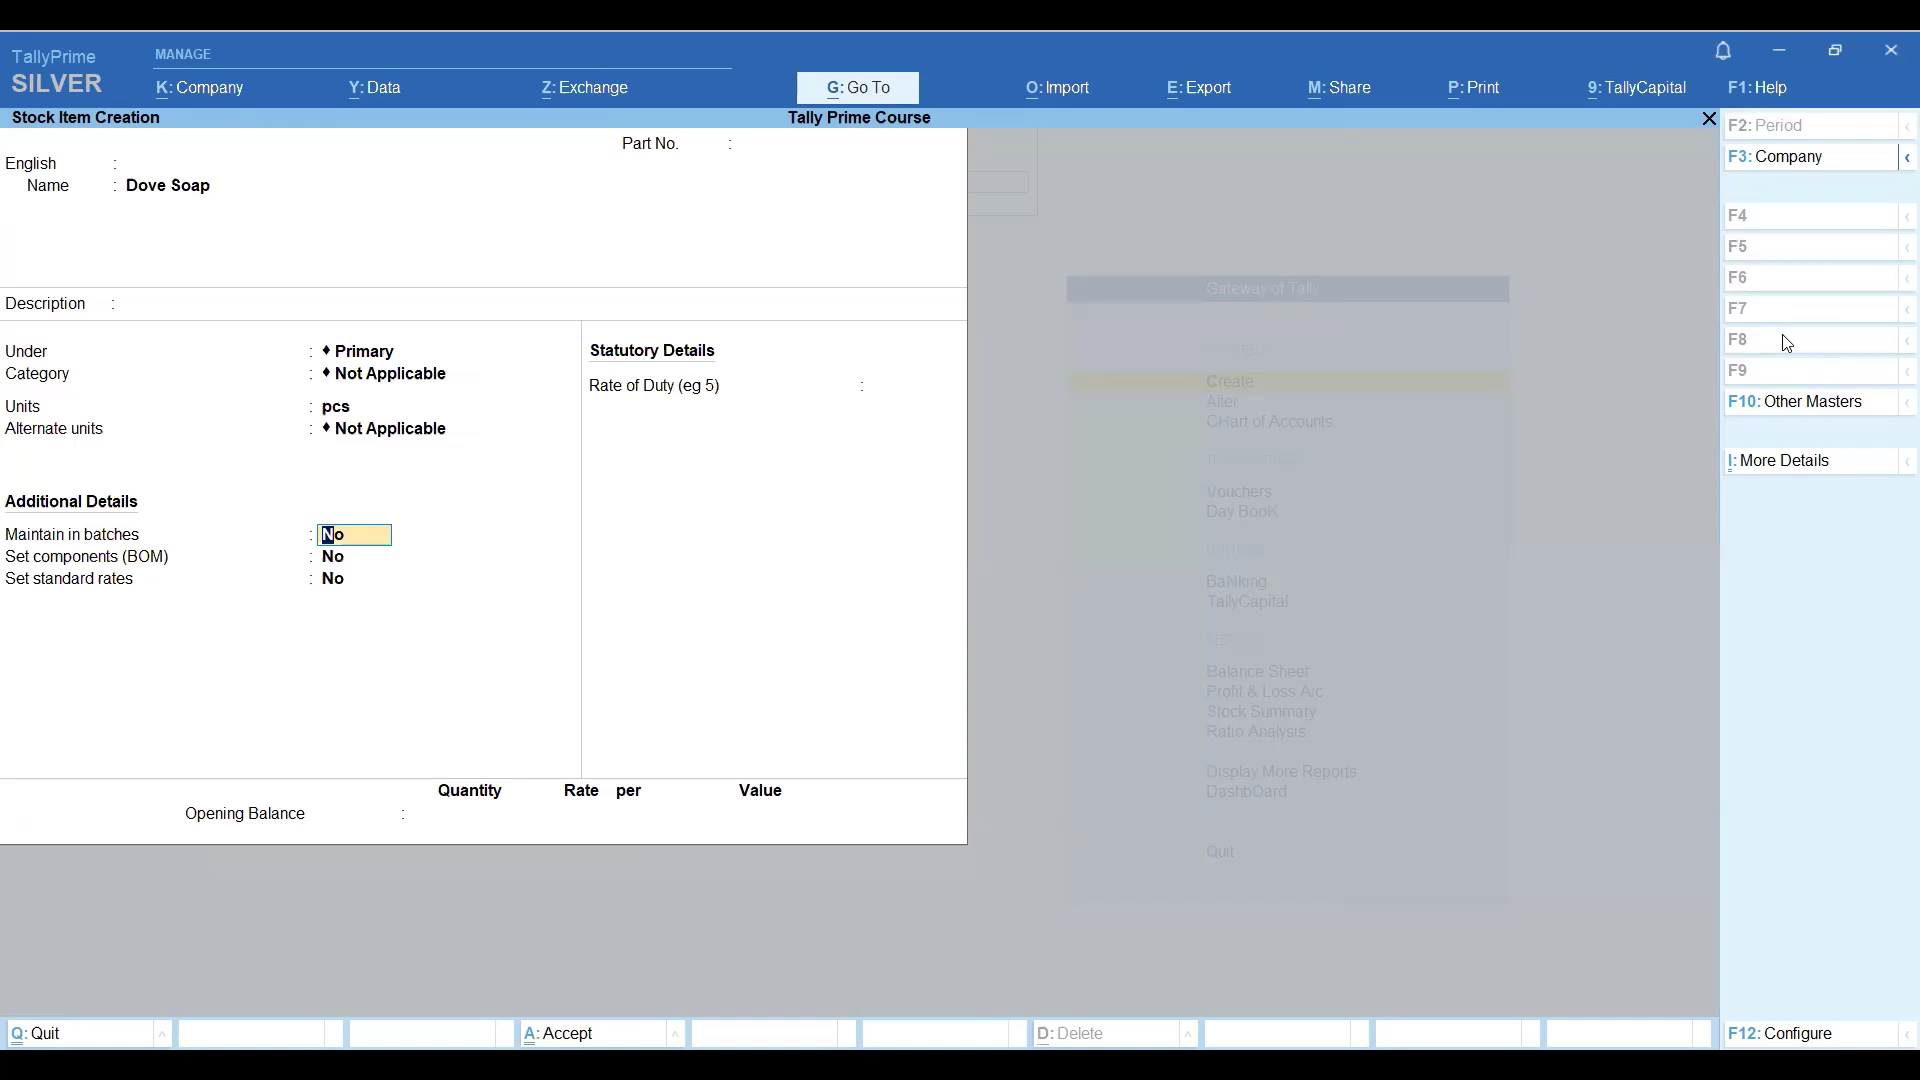 TallyPrime
SILVER
MANAGE
K: Company
Y: Data
Z: Exchange
G: Go To
O: Import
E: Export
M: Share
P: Print
9: TallyCapital
F1: Help
Stock Item Creation
Tally Prime Course
Part No. :
English :
Name : Dove Soap
Description :
Under : ♦ Primary
Category : ♦ Not Applicable
Units : pcs
Alternate units : ♦ Not Applicable
Additional Details
Maintain in batches : No
Set components (BOM) : No
Set standard rates : No
Statutory Details
Rate of Duty (eg 5) :
Quantity Rate per Value
Opening Balance :
Gateway of Tally
Create
Alter
CHart of Accounts
Vouchers
Day BooK
BaNking
TallyCapital
Balance Sheet
Profit & Loss A/c
Stock Summary
Ratio Analysis
Display More Reports
DashbOard
Quit
F2: Period
F3: Company
F4
F5
F6
F7
F8
F9
F10: Other Masters
I: More Details
F12: Configure
Q: Quit
A: Accept
D: Delete